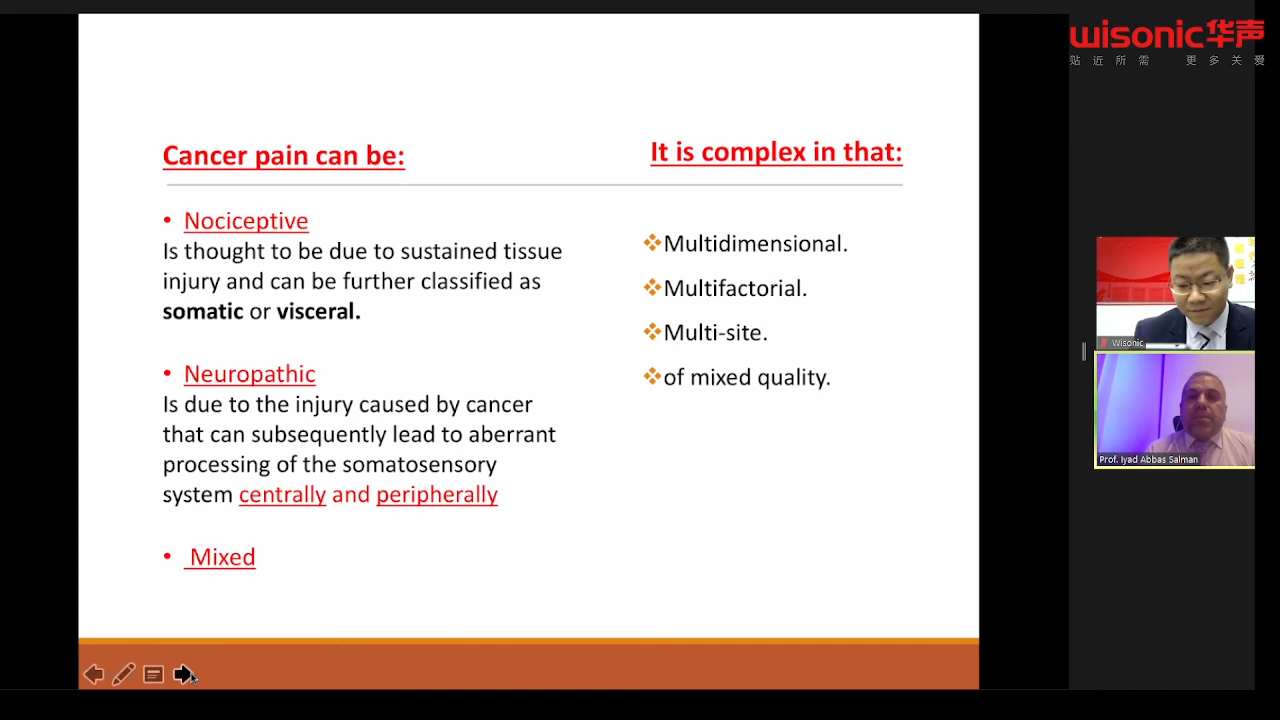 wisonic华声
贴近所需 更多关爱
Cancer pain can be:
• Nociceptive
Is thought to be due to sustained tissue
injury and can be further classified as
somatic or visceral.
• Neuropathic
Is due to the injury caused by cancer
that can subsequently lead to aberrant
processing of the somatosensory
system centrally and peripherally
• Mixed
It is complex in that:
❖Multidimensional.
❖Multifactorial.
❖Multi-site.
❖of mixed quality.
Wisonic
Prof. Iyad Abbas Salman